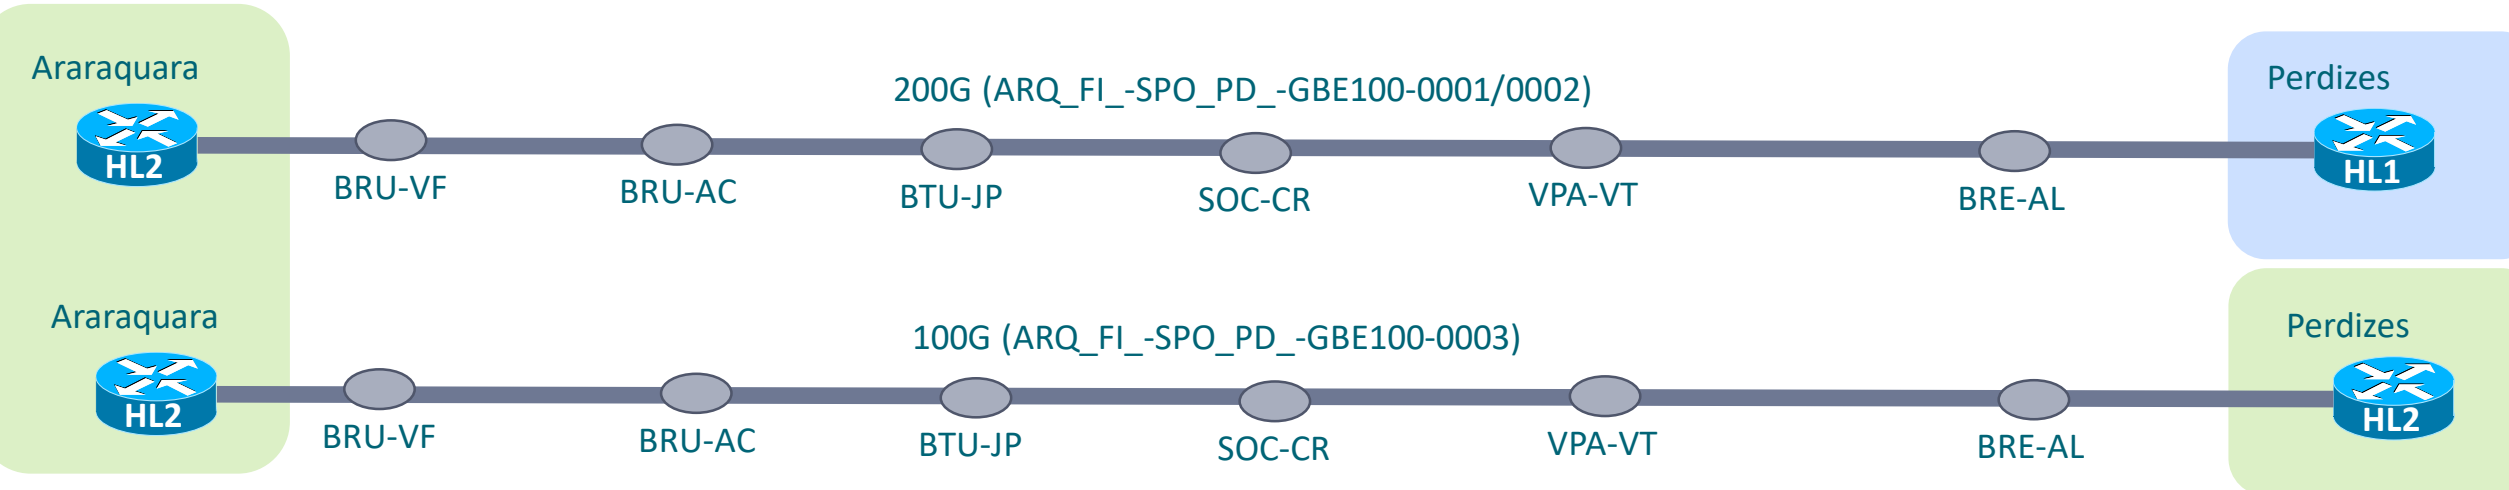 Araraquara
200G (ARQ_FI_-SPO_PD_-GBE100-0001/0002)
Perdizes
HL2
HL1
BRU-VF
BRU-AC
BTU-JP
SOC-CR
VPA-VT
BRE-AL
Araraquara
100G (ARQ_FI_-SPO_PD_-GBE100-0003)
Perdizes
HL2
HL2
BRU-VF
BRU-AC
BTU-JP
SOC-CR
VPA-VT
BRE-AL